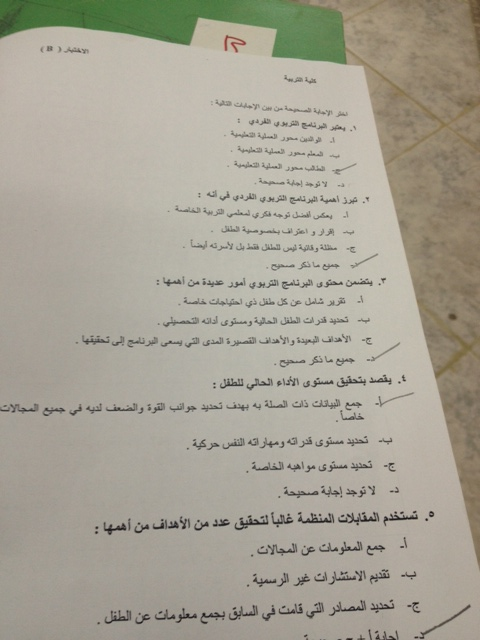 كلية التربية
الاختبار ( B )
اختر الإجابة الصحيحة من بين الإجابات التالية :
١. يعتبر البرنامج التربوي الفردي :
أ- الوالدين محور العملية التعليمية .
ب- المعلم محور العملية التعليمية .
ج- الطالب محور العملية التعليمية .
د- لا توجد إجابة صحيحة .
٢. تبرز أهمية البرنامج التربوي الفردي في أنه :
أ- يعكس أفضل توجه فكري لمعلمي التربية الخاصة .
ب- إقرار و اعتراف بخصوصية الطفل .
ج- مظلة وقائية ليس للطفل فقط بل لأسرته أيضاً .
د- جميع ما ذكر صحيح .
٣. يتضمن محتوى البرنامج التربوي أمور عديدة من أهمها :
أ- تقرير شامل عن كل طفل ذي احتياجات خاصة .
ب- تحديد قدرات الطفل الحالية ومستوى أدائه التحصيلي .
ج- الأهداف البعيدة والأهداف القصيرة المدى التي يسعى البرنامج إلى تحقيقها .
د- جميع ما ذكر صحيح .
٤. يقصد بتحقيق مستوى الأداء الحالي للطفل :
أ- جمع البيانات ذات الصلة به بهدف تحديد جوانب القوة والضعف لديه في جميع المجالات
خاصاً .
ب- تحديد مستوى قدراته ومهاراته النفس حركية .
ج- تحديد مستوى مواهبه الخاصة .
د- لا توجد إجابة صحيحة .
٥. تستخدم المقابلات المنظمة غالباً لتحقيق عدد من الأهداف من أهمها :
أ- جمع المعلومات عن المجالات .
ب- تقديم الاستشارات غير الرسمية .
ج- تحديد المصادر التي قامت في السابق بجمع معلومات عن الطفل .
د- إجابة أ + ج